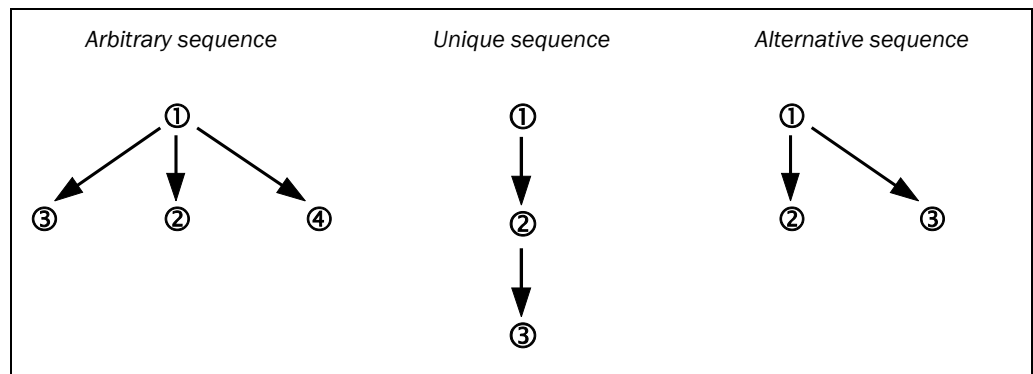 Arbitrary sequence Unique sequence Alternative sequence
① ① ①
③ ② ④ ② ② ③
③